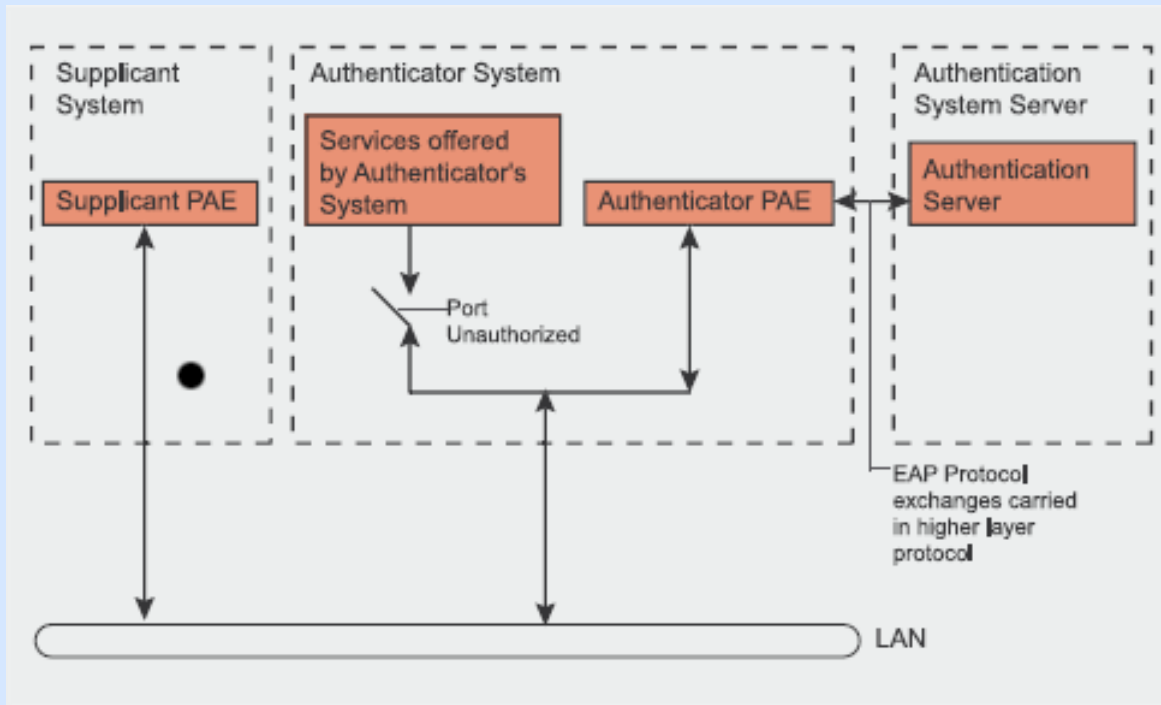 Supplicant
System
Supplicant PAE
Authenticator System
Services offered
by Authenticator's
System
Authenticator PAE
Port
Unauthorized
Authentication
System Server
Authentication
Server
EAP Protocol
exchanges carried
in higher layer
protocol
LAN